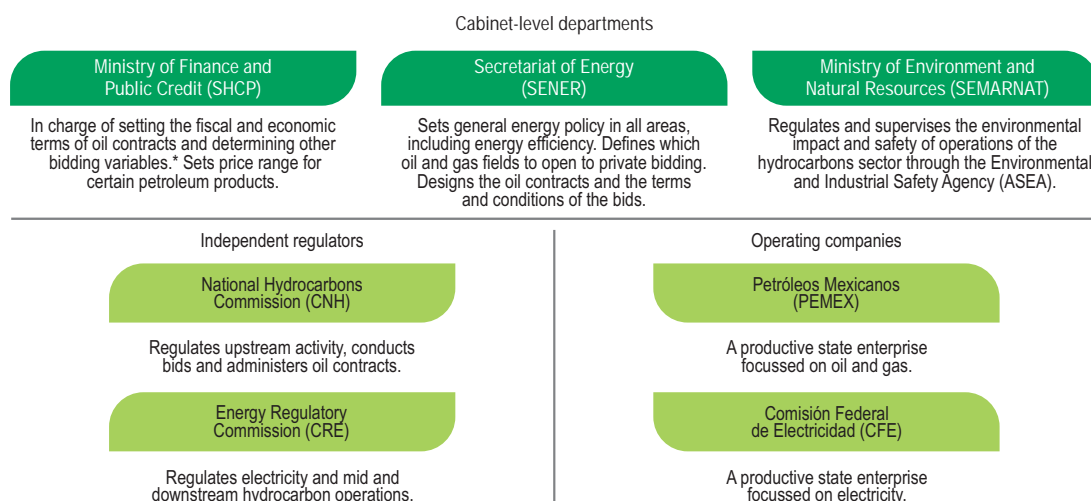 Cabinet-level departments
Ministry of Finance and
Public Credit (SHCP)
In charge of setting the fiscal and economic
terms of oil contracts and determining other
bidding variables.* Sets price range for
certain petroleum products.
Secretariat of Energy
(SENER)
Sets general energy policy in all areas,
including energy efficiency. Defines which
oil and gas fields to open to private bidding.
Designs the oil contracts and the terms
and conditions of the bids.
Ministry of Environment and
Natural Resources (SEMARNAT)
Regulates and supervises the environmental
impact and safety of operations of the
hydrocarbons sector through the Environmental
and Industrial Safety Agency (ASEA).
Independent regulators
National Hydrocarbons
Commission (CNH)
Regulates upstream activity, conducts
bids and administers oil contracts.
Energy Regulatory
Commission (CRE)
Regulates electricity and mid and
downstream hydrocarbon operations.
Operating companies
Petróleos Mexicanos
(PEMEX)
A productive state enterprise
focussed on oil and gas.
Comisión Federal
de Electricidad (CFE)
A productive state enterprise
focussed on electricity.